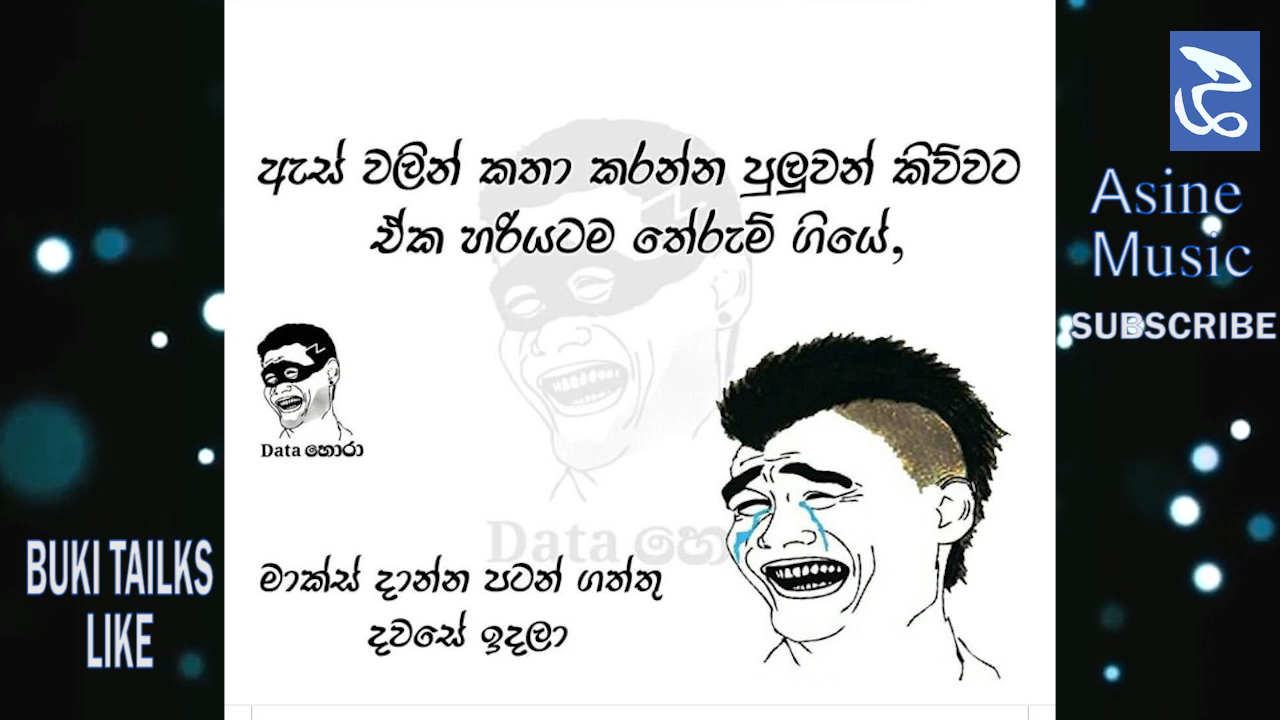 ඇස් වලින් කතා කරන්න පුලුවන් කිව්වට
ඒක හරියටම තේරුම් ගියේ,
Data හොරා
Data හො
මාක්ස් දාන්න පටන් ගත්තු
දවසේ ඉදලා
BUKI TAILKS
LIKE
Asine
Music
SUBSCRIBE